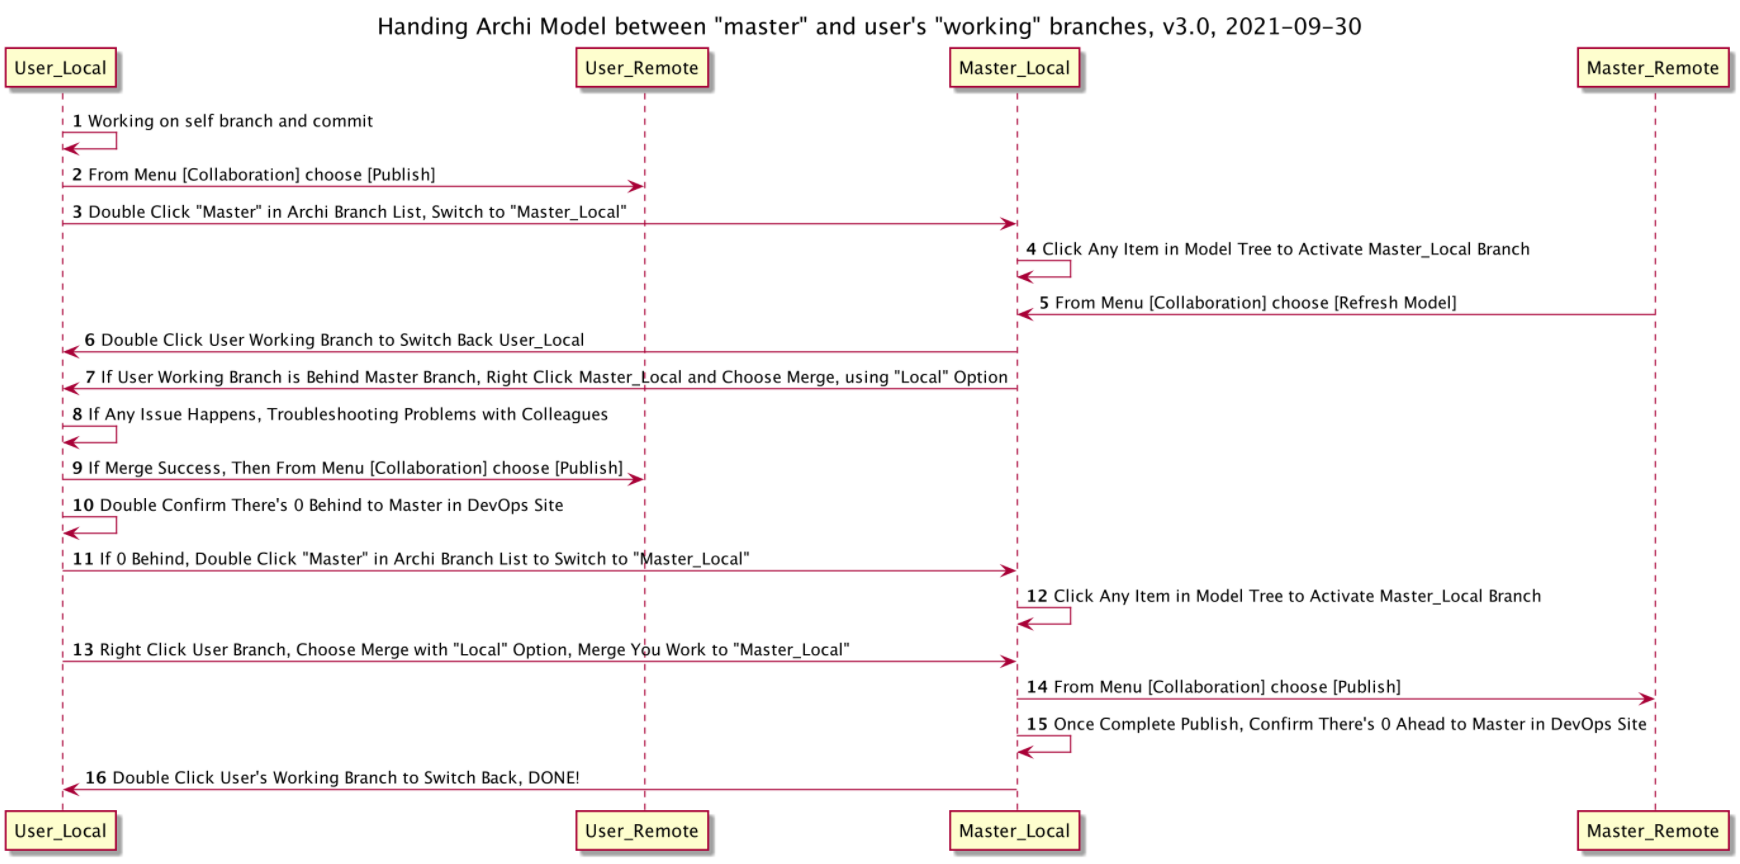 Handing Archi Model between "master" and user's "working" branches, v3.0, 2021-09-30
User_Local User_Remote Master_Local Master_Remote
1 Working on self branch and commit
2 From Menu [Collaboration] choose [Publish]
3 Double Click "Master" in Archi Branch List, Switch to "Master_Local"
4 Click Any Item in Model Tree to Activate Master_Local Branch
5 From Menu [Collaboration] choose [Refresh Model]
6 Double Click User Working Branch to Switch Back User_Local
7 If User Working Branch is Behind Master Branch, Right Click Master_Local and Choose Merge, using "Local" Option
8 If Any Issue Happens, Troubleshooting Problems with Colleagues
9 If Merge Success, Then From Menu [Collaboration] choose [Publish]
10 Double Confirm There's 0 Behind to Master in DevOps Site
11 If 0 Behind, Double Click "Master" in Archi Branch List to Switch to "Master_Local"
12 Click Any Item in Model Tree to Activate Master_Local Branch
13 Right Click User Branch, Choose Merge with "Local" Option, Merge You Work to "Master_Local"
14 From Menu [Collaboration] choose [Publish]
15 Once Complete Publish, Confirm There's 0 Ahead to Master in DevOps Site
16 Double Click User's Working Branch to Switch Back, DONE!
User_Local User_Remote Master_Local Master_Remote